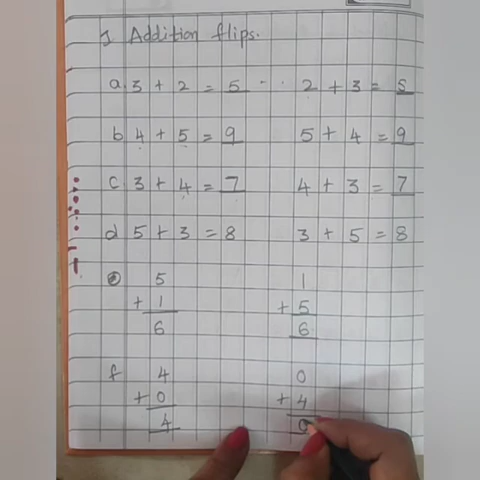 I Addition flips.
a. 3 + 2 = 5 2 + 3 = 5
b 4 + 5 = 9 5 + 4 = 9
c 3 + 4 = 7 4 + 3 = 7
d 5 + 3 = 8 3 + 5 = 8
e 5 1
+ 1 + 5
6 6
f 4 0
+ 0 + 4
4 0